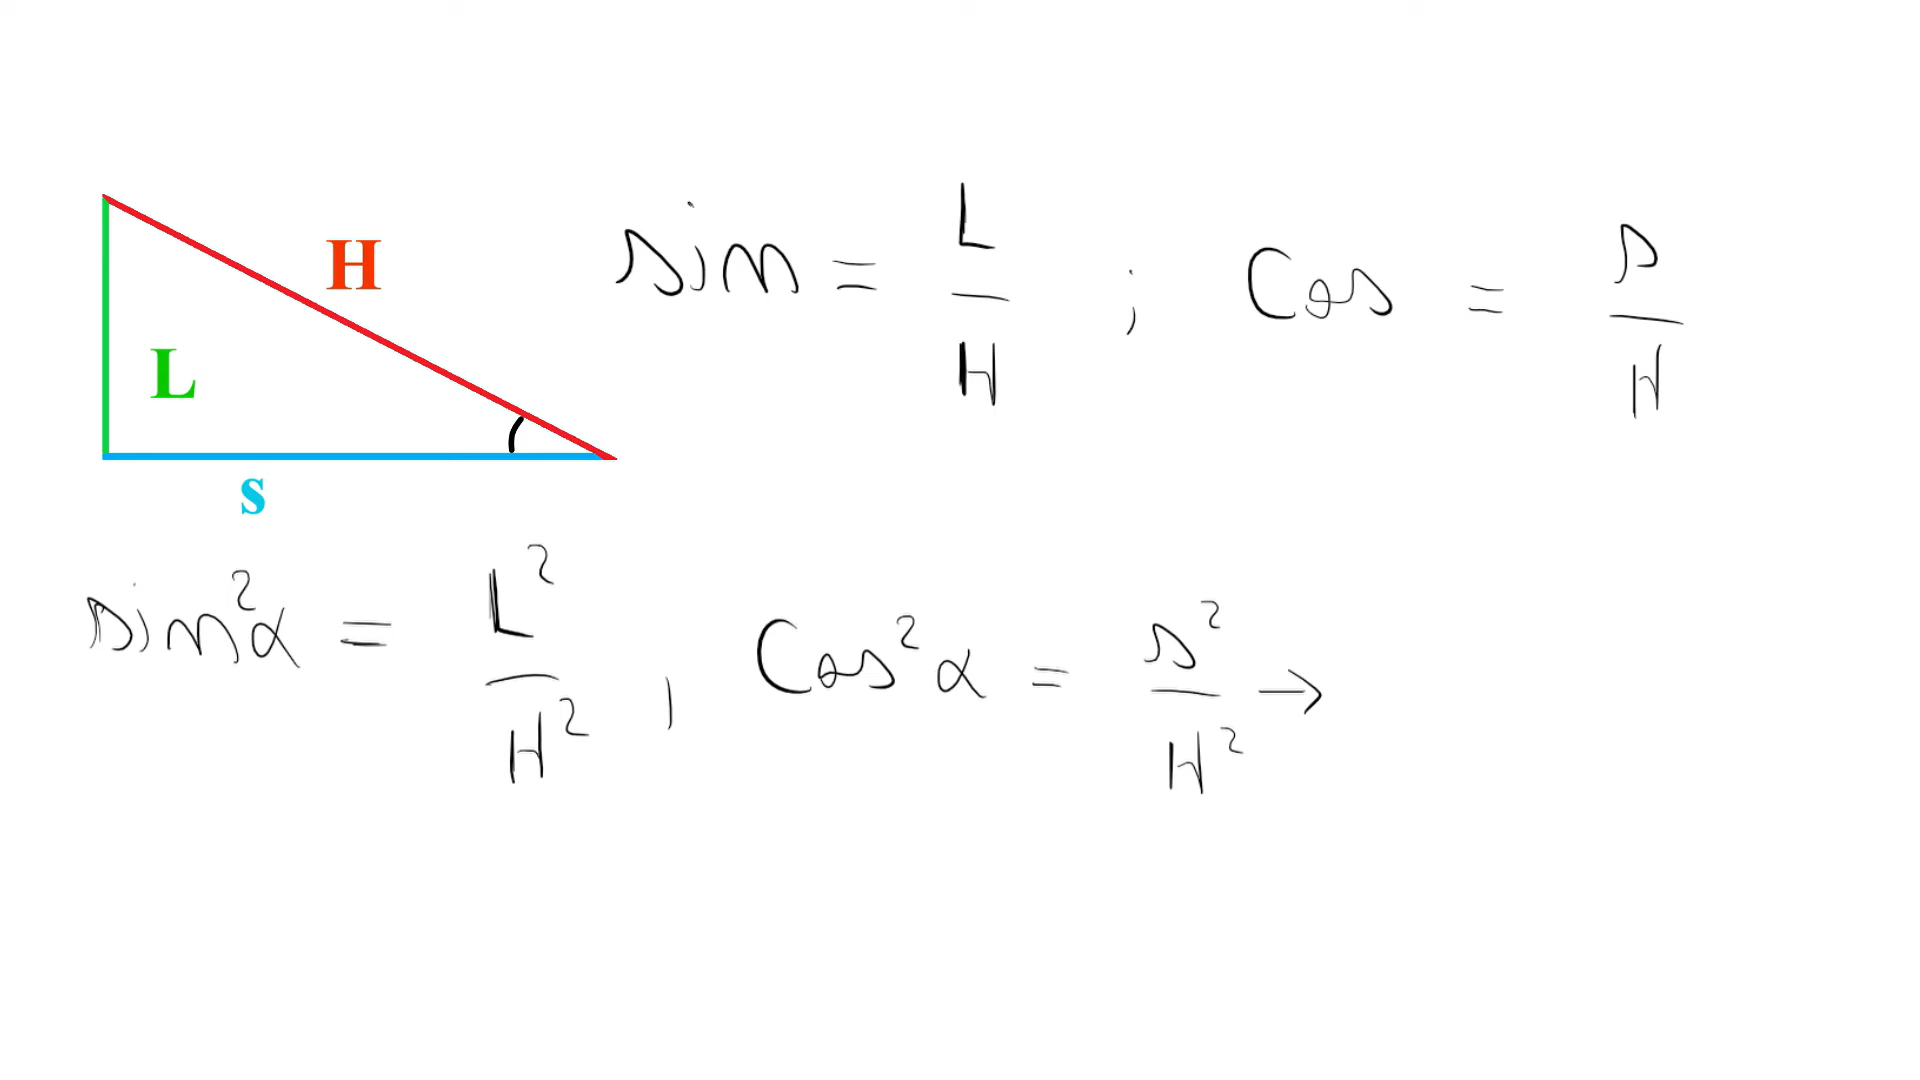 H
L
s
sin = L/H ; Cos = s/H
sin²α = L²/H² , Cos²α = s²/H² →